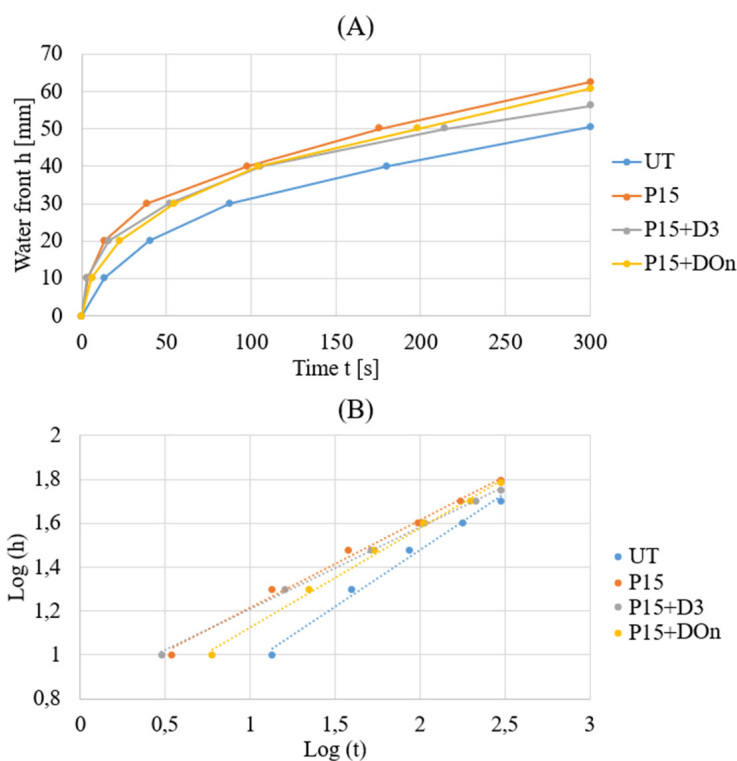 (A)
70
60
50
40
30
20
10
0
Water front h [mm]
0 50 100 150 200 250 300
Time t [s]
UT
P15
P15+D3
P15+DOn
(B)
2
1,8
1,6
1,4
1,2
1
0,8
Log (h)
0 0,5 1 1,5 2 2,5 3
Log (t)
UT
P15
P15+D3
P15+DOn